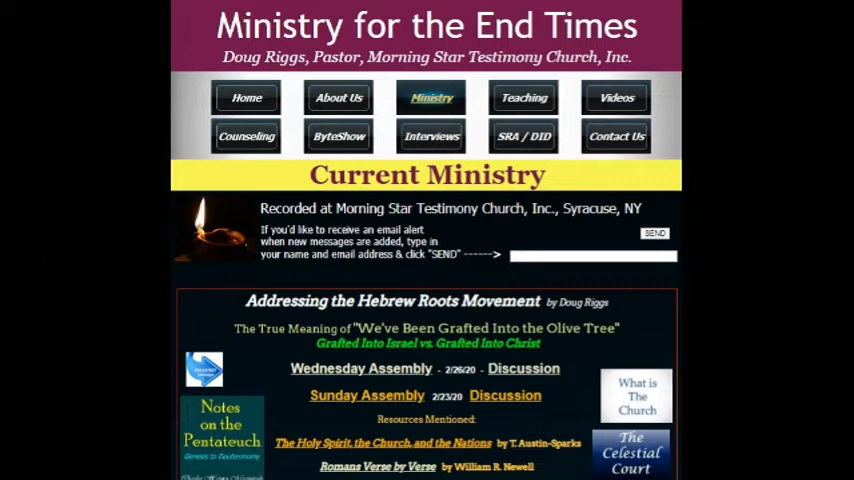 Ministry for the End Times
Doug Riggs, Pastor, Morning Star Testimony Church, Inc.
Home About Us Ministry Teaching Videos
Counseling ByteShow Interviews SRA / DID Contact Us
Current Ministry
Recorded at Morning Star Testimony Church, Inc., Syracuse, NY
If you'd like to receive an email alert
when new messages are added, type in
your name and email address & click "SEND" ------>
SEND
Addressing the Hebrew Roots Movement by Doug Riggs
The True Meaning of "We've Been Grafted Into the Olive Tree"
Grafted Into Israel vs. Grafted Into Christ
Wednesday Assembly - 2/26/20 - Discussion
Sunday Assembly 2/23/20 Discussion
Resources Mentioned:
The Holy Spirit, the Church, and the Nations by T. Austin-Sparks
Romans Verse by Verse by William R. Newell
Notes
on the
Pentateuch
Genesis to Deuteronomy
What is
The
Church
The
Celestial
Court